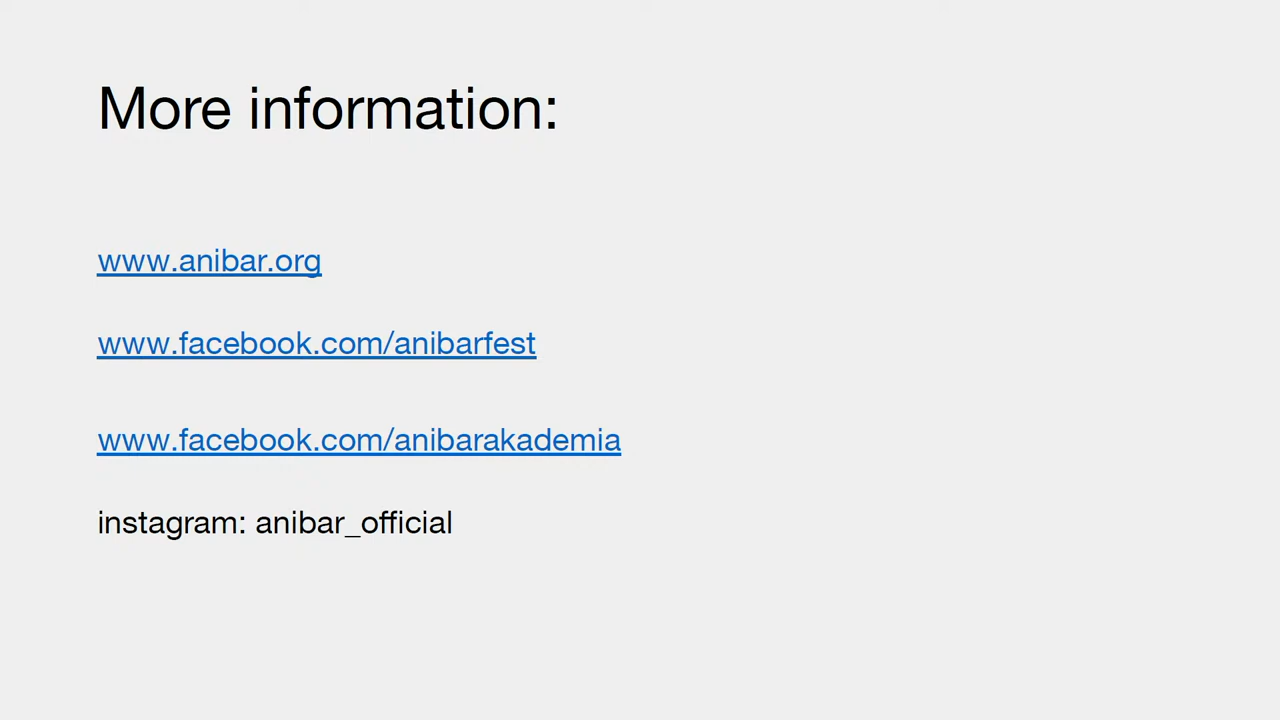 More information:
www.anibar.org
www.facebook.com/anibarfest
www.facebook.com/anibarakademia
instagram: anibar_official